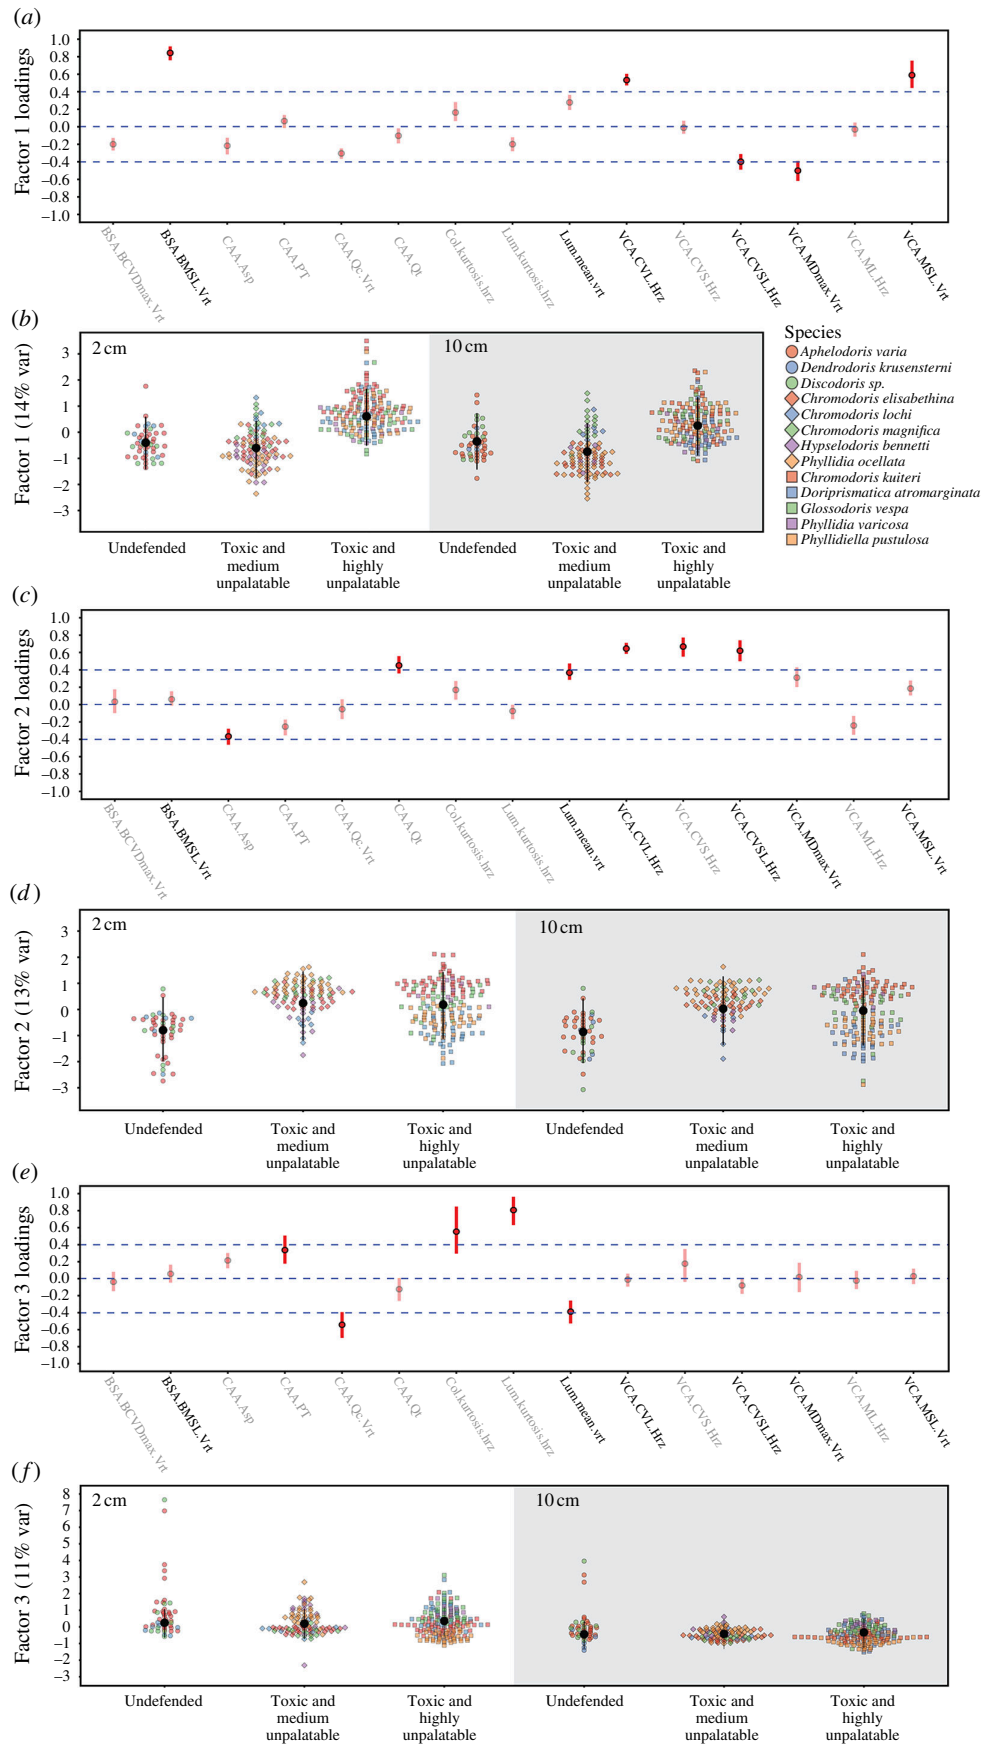 (a)
Factor 1 loadings
1.0
0.8
0.6
0.4
0.2
0.0
–0.2
–0.4
–0.6
–0.8
–1.0
BSA.BCVDmax.Vrt
BSA.BMSL.Vrt
CAA.Asp
CAA.PT
CAA.Qc.Vrt
CAA.Qt
Col.kurtosis.hrz
Lum.kurtosis.hrz
Lum.mean.vrt
VCA.CVL.Hrz
VCA.CVS.Hrz
VCA.CVSL.Hrz
VCA.MDmax.Vrt
VCA.ML.Hrz
VCA.MSL.Vrt
(b)
Factor 1 (14% var)
3
2
1
0
–1
–2
–3
2 cm
10 cm
Undefended
Toxic and
medium
unpalatable
Toxic and
highly
unpalatable
Undefended
Toxic and
medium
unpalatable
Toxic and
highly
unpalatable
Species
Aphelodoris varia
Dendrodoris krusensterni
Discodoris sp.
Chromodoris elisabethina
Chromodoris lochi
Chromodoris magnifica
Hypselodoris bennetti
Phyllidia ocellata
Chromodoris kuiteri
Doriprismatica atromarginata
Glossodoris vespa
Phyllidia varicosa
Phyllidiella pustulosa
(c)
Factor 2 loadings
1.0
0.8
0.6
0.4
0.2
0.0
–0.2
–0.4
–0.6
–0.8
–1.0
BSA.BCVDmax.Vrt
BSA.BMSL.Vrt
CAA.Asp
CAA.PT
CAA.Qc.Vrt
CAA.Qt
Col.kurtosis.hrz
Lum.kurtosis.hrz
Lum.mean.vrt
VCA.CVL.Hrz
VCA.CVS.Hrz
VCA.CVSL.Hrz
VCA.MDmax.Vrt
VCA.ML.Hrz
VCA.MSL.Vrt
(d)
Factor 2 (13% var)
3
2
1
0
–1
–2
–3
2 cm
10 cm
Undefended
Toxic and
medium
unpalatable
Toxic and
highly
unpalatable
Undefended
Toxic and
medium
unpalatable
Toxic and
highly
unpalatable
(e)
Factor 3 loadings
1.0
0.8
0.6
0.4
0.2
0.0
–0.2
–0.4
–0.6
–0.8
–1.0
BSA.BCVDmax.Vrt
BSA.BMSL.Vrt
CAA.Asp
CAA.PT
CAA.Qc.Vrt
CAA.Qt
Col.kurtosis.hrz
Lum.kurtosis.hrz
Lum.mean.vrt
VCA.CVL.Hrz
VCA.CVS.Hrz
VCA.CVSL.Hrz
VCA.MDmax.Vrt
VCA.ML.Hrz
VCA.MSL.Vrt
(f)
Factor 3 (11% var)
8
7
6
5
4
3
2
1
0
–1
–2
–3
2 cm
10 cm
Undefended
Toxic and
medium
unpalatable
Toxic and
highly
unpalatable
Undefended
Toxic and
medium
unpalatable
Toxic and
highly
unpalatable